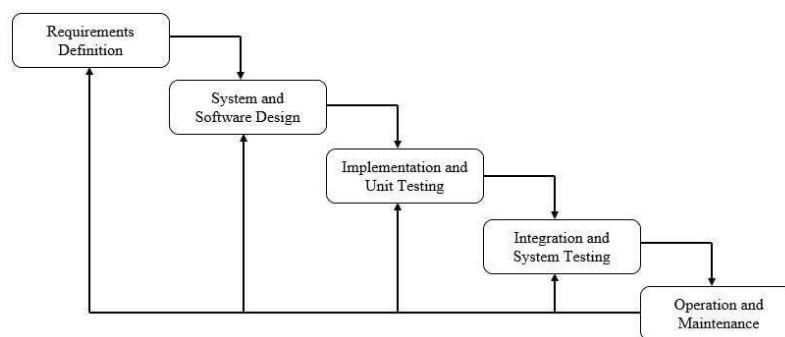 Requirements
Definition
System and
Software Design
Implementation and
Unit Testing
Integration and
System Testing
Operation and
Maintenance